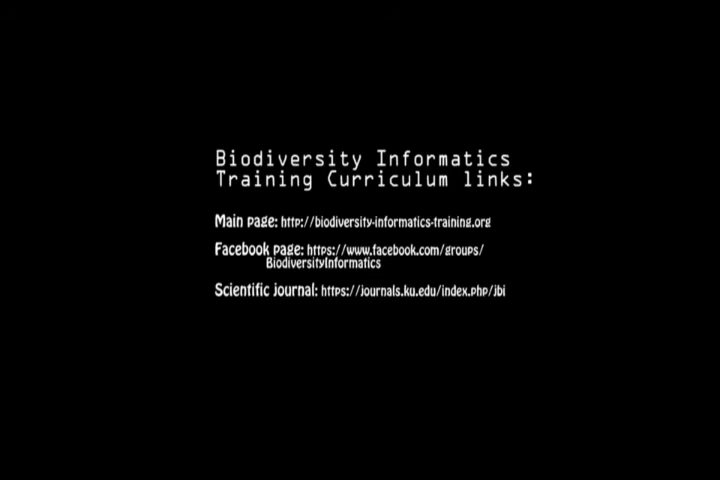 Biodiversity Informatics
Training Curriculum links:
Main page: http://biodiversity-informatics-training.org
Facebook page: https://www.facebook.com/groups/
BiodiversityInformatics
Scientific journal: https://journals.ku.edu/index.php/jbi